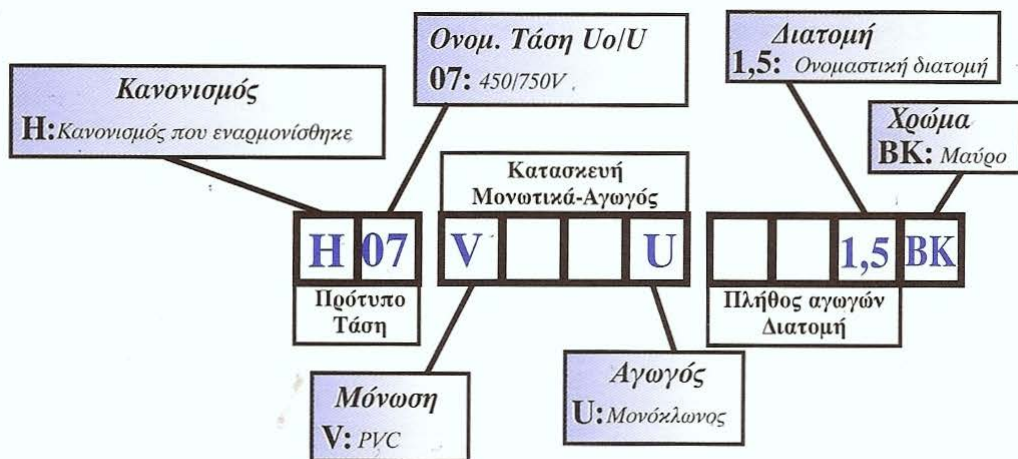 Ονομ. Τάση Uo/U
07: 450/750V
Διατομή
1,5: Ονομαστική διατομή
Κανονισμός
H:Κανονισμός που εναρμονίσθηκε
Χρώμα
BK: Μαύρο
Κατασκευή
Μονωτικά-Αγωγός
H 07 V U 1,5 BK
Πρότυπο
Τάση
Πλήθος αγωγών
Διατομή
Μόνωση
V: PVC
Αγωγός
U:Μονόκλωνος